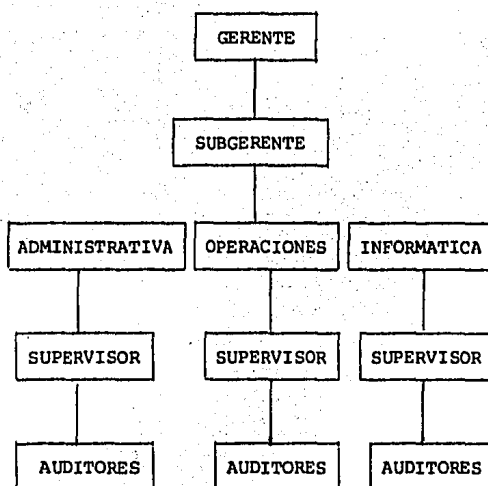 GERENTE
SUBGERENTE
ADMINISTRATIVA OPERACIONES INFORMATICA
SUPERVISOR SUPERVISOR SUPERVISOR
AUDITORES AUDITORES AUDITORES